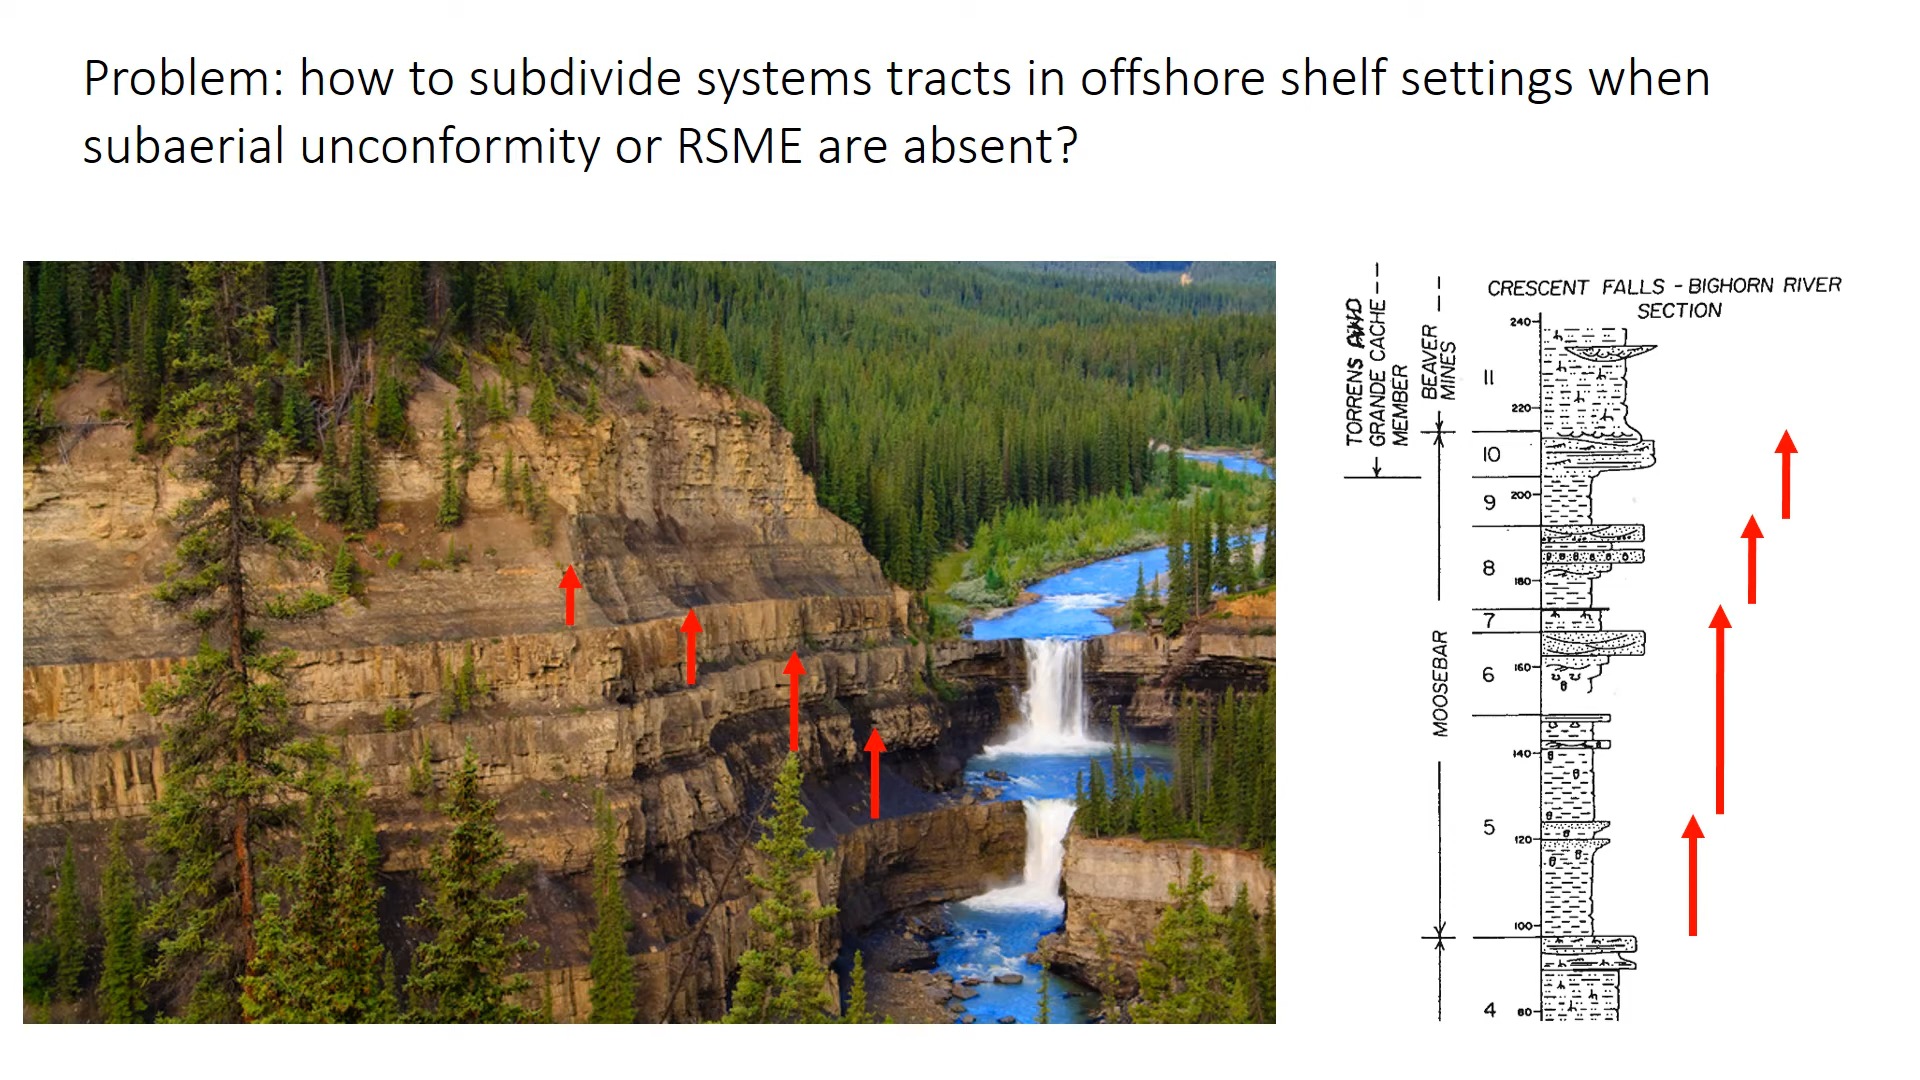 Problem: how to subdivide systems tracts in offshore shelf settings when
subaerial unconformity or RSME are absent?
CRESCENT FALLS - BIGHORN RIVER
SECTION
TORRENS AND
GRANDE CACHE
MEMBER
BEAVER
MINES
MOOSEBAR
240
11
220
10
200
9
8
180
7
160
6
140
5
120
100
4
80